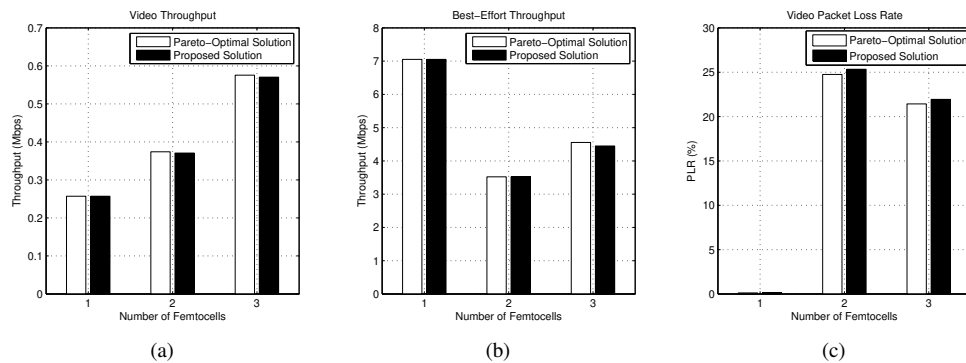 Video Throughput
0.7
0.6
0.5
0.4
0.3
0.2
0.1
0
Throughput (Mbps)
Pareto−Optimal Solution
Proposed Solution
1 2 3
Number of Femtocells
(a)
Best−Effort Throughput
8
7
6
5
4
3
2
1
0
Throughput (Mbps)
Pareto−Optimal Solution
Proposed Solution
1 2 3
Number of Femtocells
(b)
Video Packet Loss Rate
30
25
20
15
10
5
0
PLR (%)
Pareto−Optimal Solution
Proposed Solution
1 2 3
Number of Femtocells
(c)